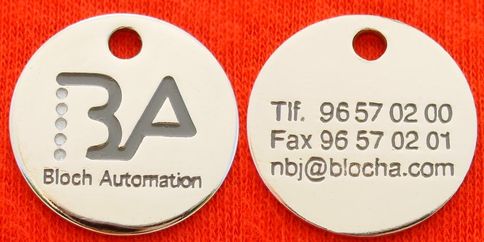 BA
Bloch Automation
Tlf. 96 57 02 00
Fax 96 57 02 01
nbj@blocha.com